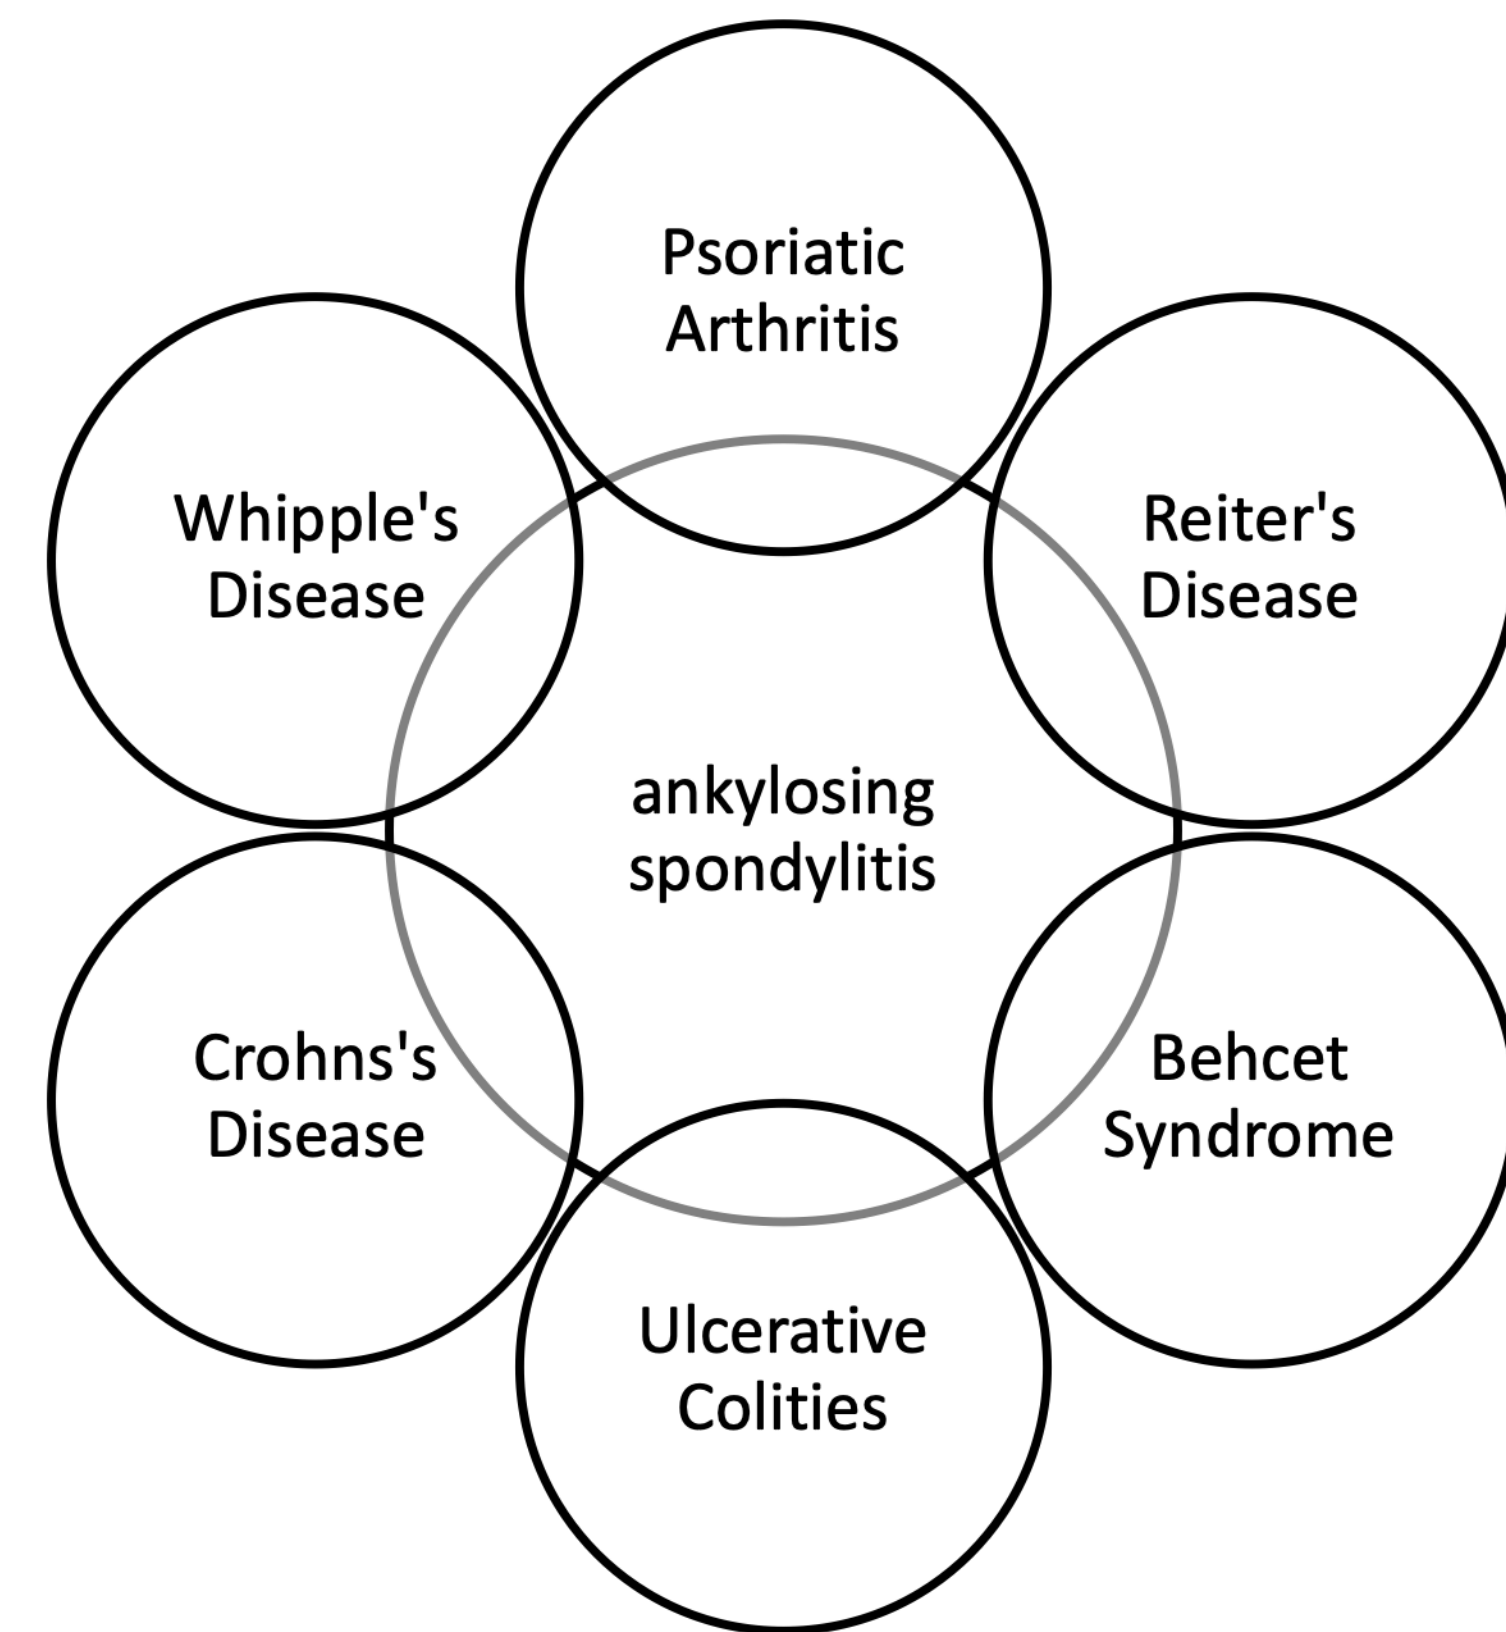 Psoriatic
Arthritis
Whipple's
Disease
Reiter's
Disease
ankylosing
spondylitis
Crohns's
Disease
Behcet
Syndrome
Ulcerative
Colities